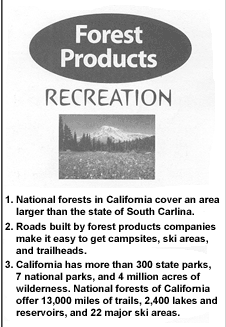 Forest
Products
RECREATION
1. National forests in California cover an area
larger than the state of South Carlina.
2. Roads built by forest products companies
make it easy to get campsites, ski areas,
and trailheads.
3. California has more than 300 state parks,
7 national parks, and 4 million acres of
wilderness. National forests of California
offer 13,000 miles of trails, 2,400 lakes and
reservoirs, and 22 major ski areas.